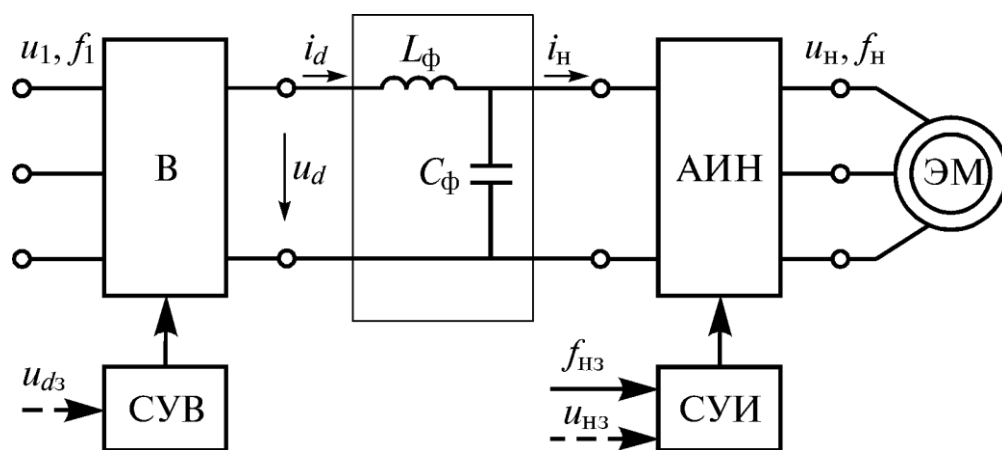 u1, f1
В
id
Lф
iн
АИН
uн, fн
ud
Cф
ЭМ
udз
СУВ
fнз
uнз
СУИ